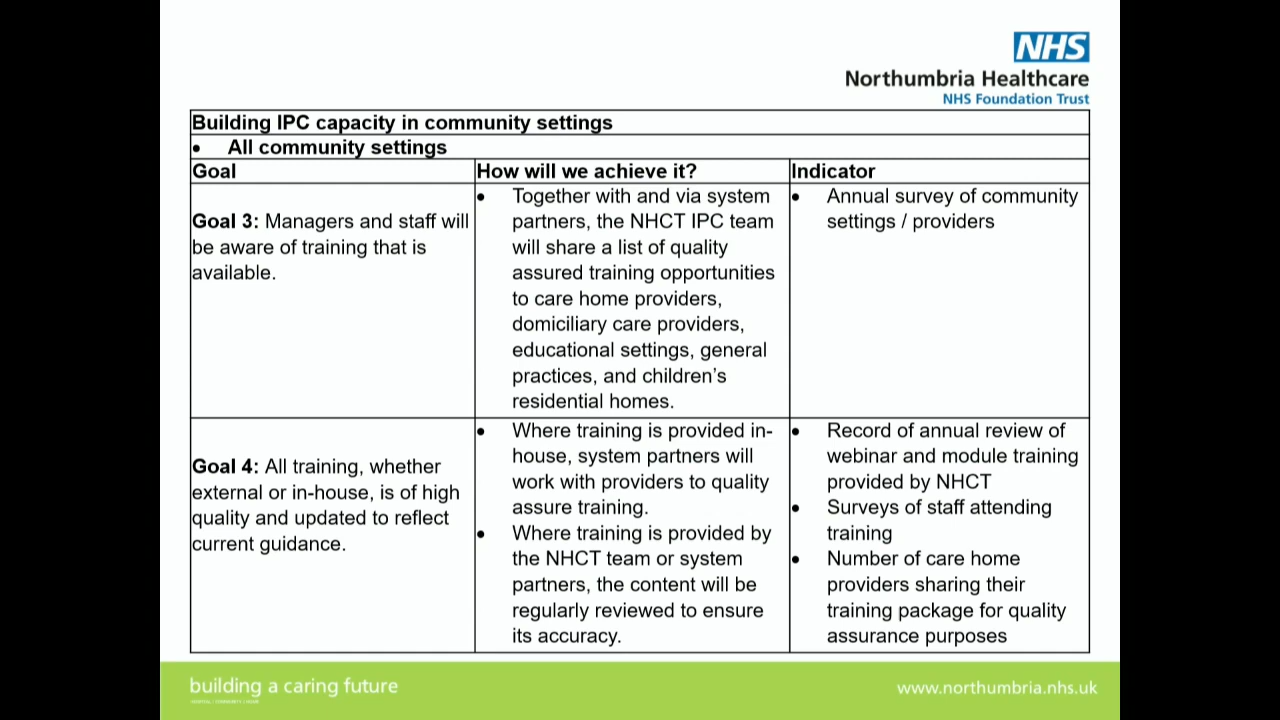 NHS
Northumbria Healthcare
NHS Foundation Trust
Building IPC capacity in community settings
• All community settings
Goal
How will we achieve it?
Indicator
Goal 3: Managers and staff will
be aware of training that is
available.
• Together with and via system
partners, the NHCT IPC team
will share a list of quality
assured training opportunities
to care home providers,
domiciliary care providers,
educational settings, general
practices, and children's
residential homes.
• Annual survey of community
settings / providers
Goal 4: All training, whether
external or in-house, is of high
quality and updated to reflect
current guidance.
• Where training is provided in-
house, system partners will
work with providers to quality
assure training.
• Where training is provided by
the NHCT team or system
partners, the content will be
regularly reviewed to ensure
its accuracy.
• Record of annual review of
webinar and module training
provided by NHCT
• Surveys of staff attending
training
• Number of care home
providers sharing their
training package for quality
assurance purposes
building a caring future
www.northumbria.nhs.uk